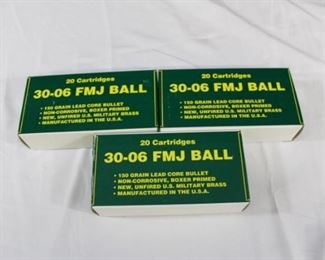 20 Cartridges
30-06 FMJ BALL
• 150 GRAIN LEAD CORE BULLET
• NON-CORROSIVE, BOXER PRIMED
• NEW, UNFIRED U.S. MILITARY BRASS
• MANUFACTURED IN THE U.S.A.
20 Cartridges
30-06 FMJ BALL
• 150 GRAIN LEAD CORE BULLET
• NON-CORROSIVE, BOXER PRIMED
• NEW, UNFIRED U.S. MILITARY BRASS
• MANUFACTURED IN THE U.S.A.
20 Cartridges
30-06 FMJ BALL
• 150 GRAIN LEAD CORE BULLET
• NON-CORROSIVE, BOXER PRIMED
• NEW, UNFIRED U.S. MILITARY BRASS
• MANUFACTURED IN THE U.S.A.